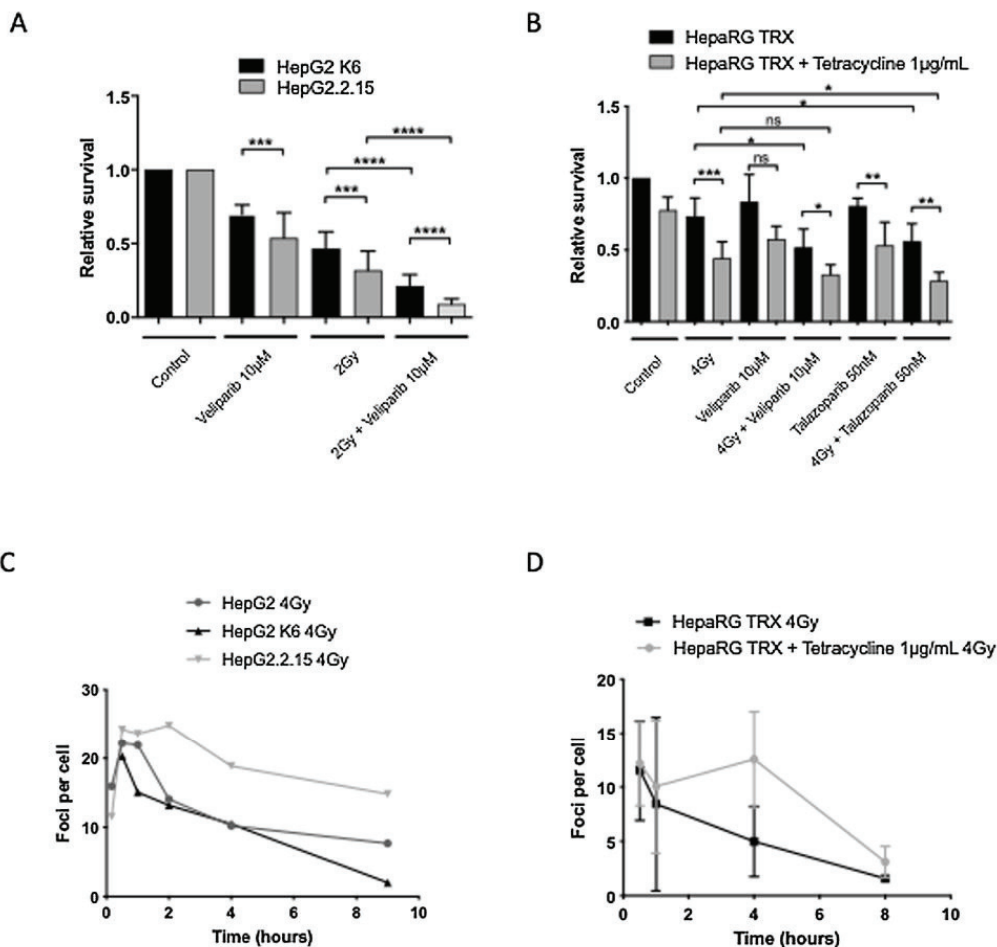 A
HepG2 K6
HepG2.2.15
Relative survival
1.5
1.0
0.5
0.0
***
****
***
****
****
Control
Veliparib 10µM
2Gy
2Gy + Veliparib 10µM
B
HepaRG TRX
HepaRG TRX + Tetracycline 1µg/mL
Relative survival
1.5
1.0
0.5
0.0
*
*
ns
*
***
ns
*
**
**
Control
4Gy
Veliparib 10µM
4Gy + Veliparib 10µM
Talazoparib 50nM
4Gy + Talazoparib 50nM
C
HepG2 4Gy
HepG2 K6 4Gy
HepG2.2.15 4Gy
Foci per cell
30
20
10
0
0 2 4 6 8 10
Time (hours)
D
HepaRG TRX 4Gy
HepaRG TRX + Tetracycline 1µg/mL 4Gy
Foci per cell
20
15
10
5
0
0 2 4 6 8 10
Time (hours)